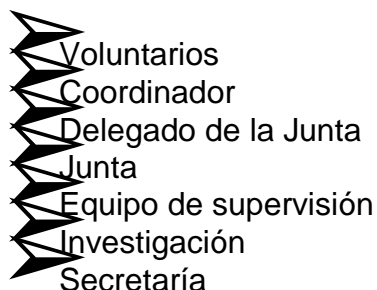 Voluntarios
Coordinador
Delegado de la Junta
Junta
Equipo de supervisión
Investigación
Secretaría